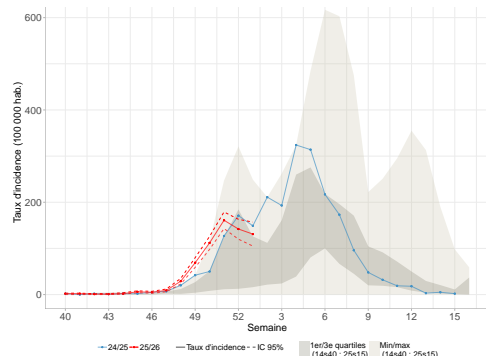 Taux d'incidence (100 000 hab.)
600
400
200
0
40 43 46 49 52 3 6 9 12 15
Semaine
24/25 25/26 Taux d'incidence IC 95% 1er/3e quartiles Min/max
(14s40 ; 25s15) (14s40 ; 25s15)